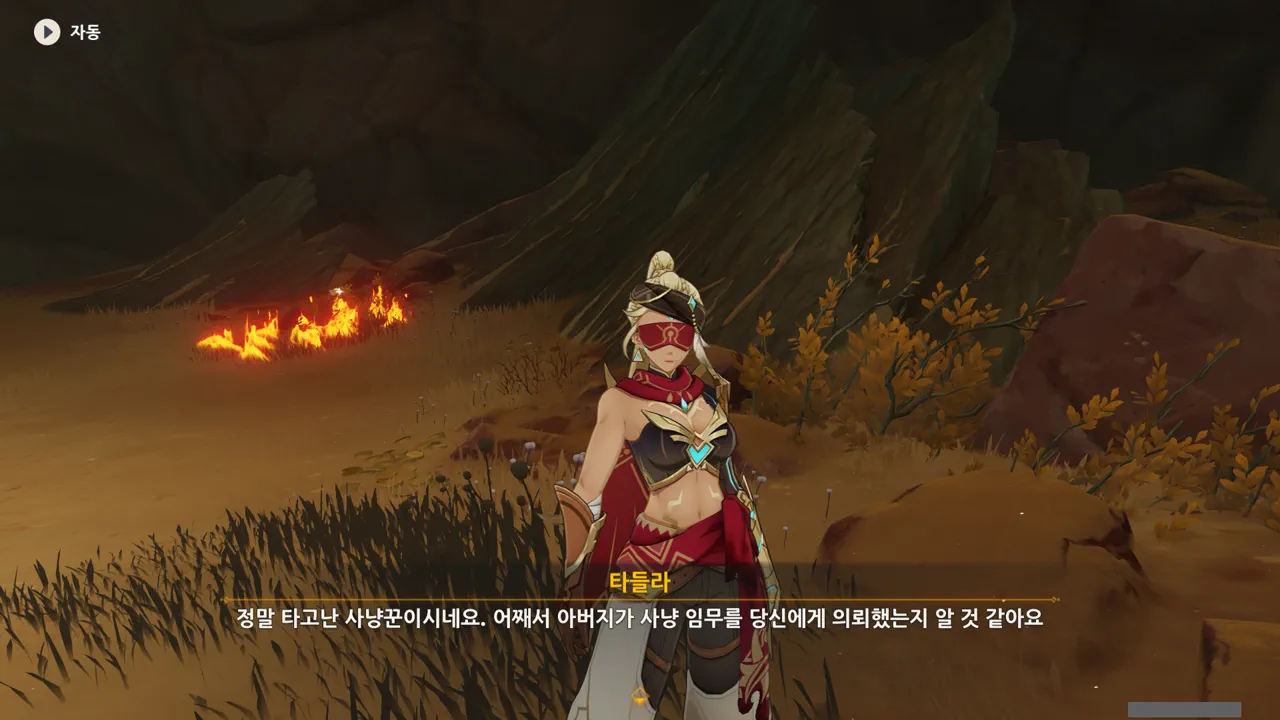 자동
타들라
정말 타고난 사냥꾼이시네요. 어째서 아버지가 사냥 임무를 당신에게 의뢰했는지 알 것 같아요